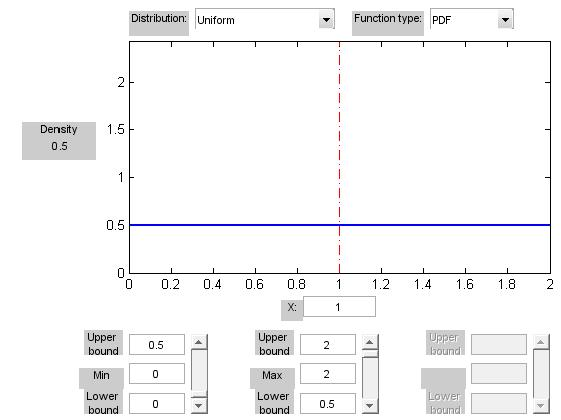 Distribution: Uniform Function type: PDF
2
1.5
Density
0.5
1
0.5
0
0 0.2 0.4 0.6 0.8 1 1.2 1.4 1.6 1.8 2
X: 1
Upper bound 0.5
Min 0
Lower bound 0
Upper bound 2
Max 2
Lower bound 0.5
Upper bound
Lower bound